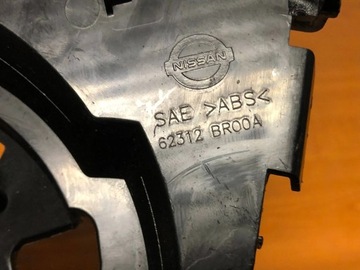 NISSAN
SAE >ABS<
62312 BR00A